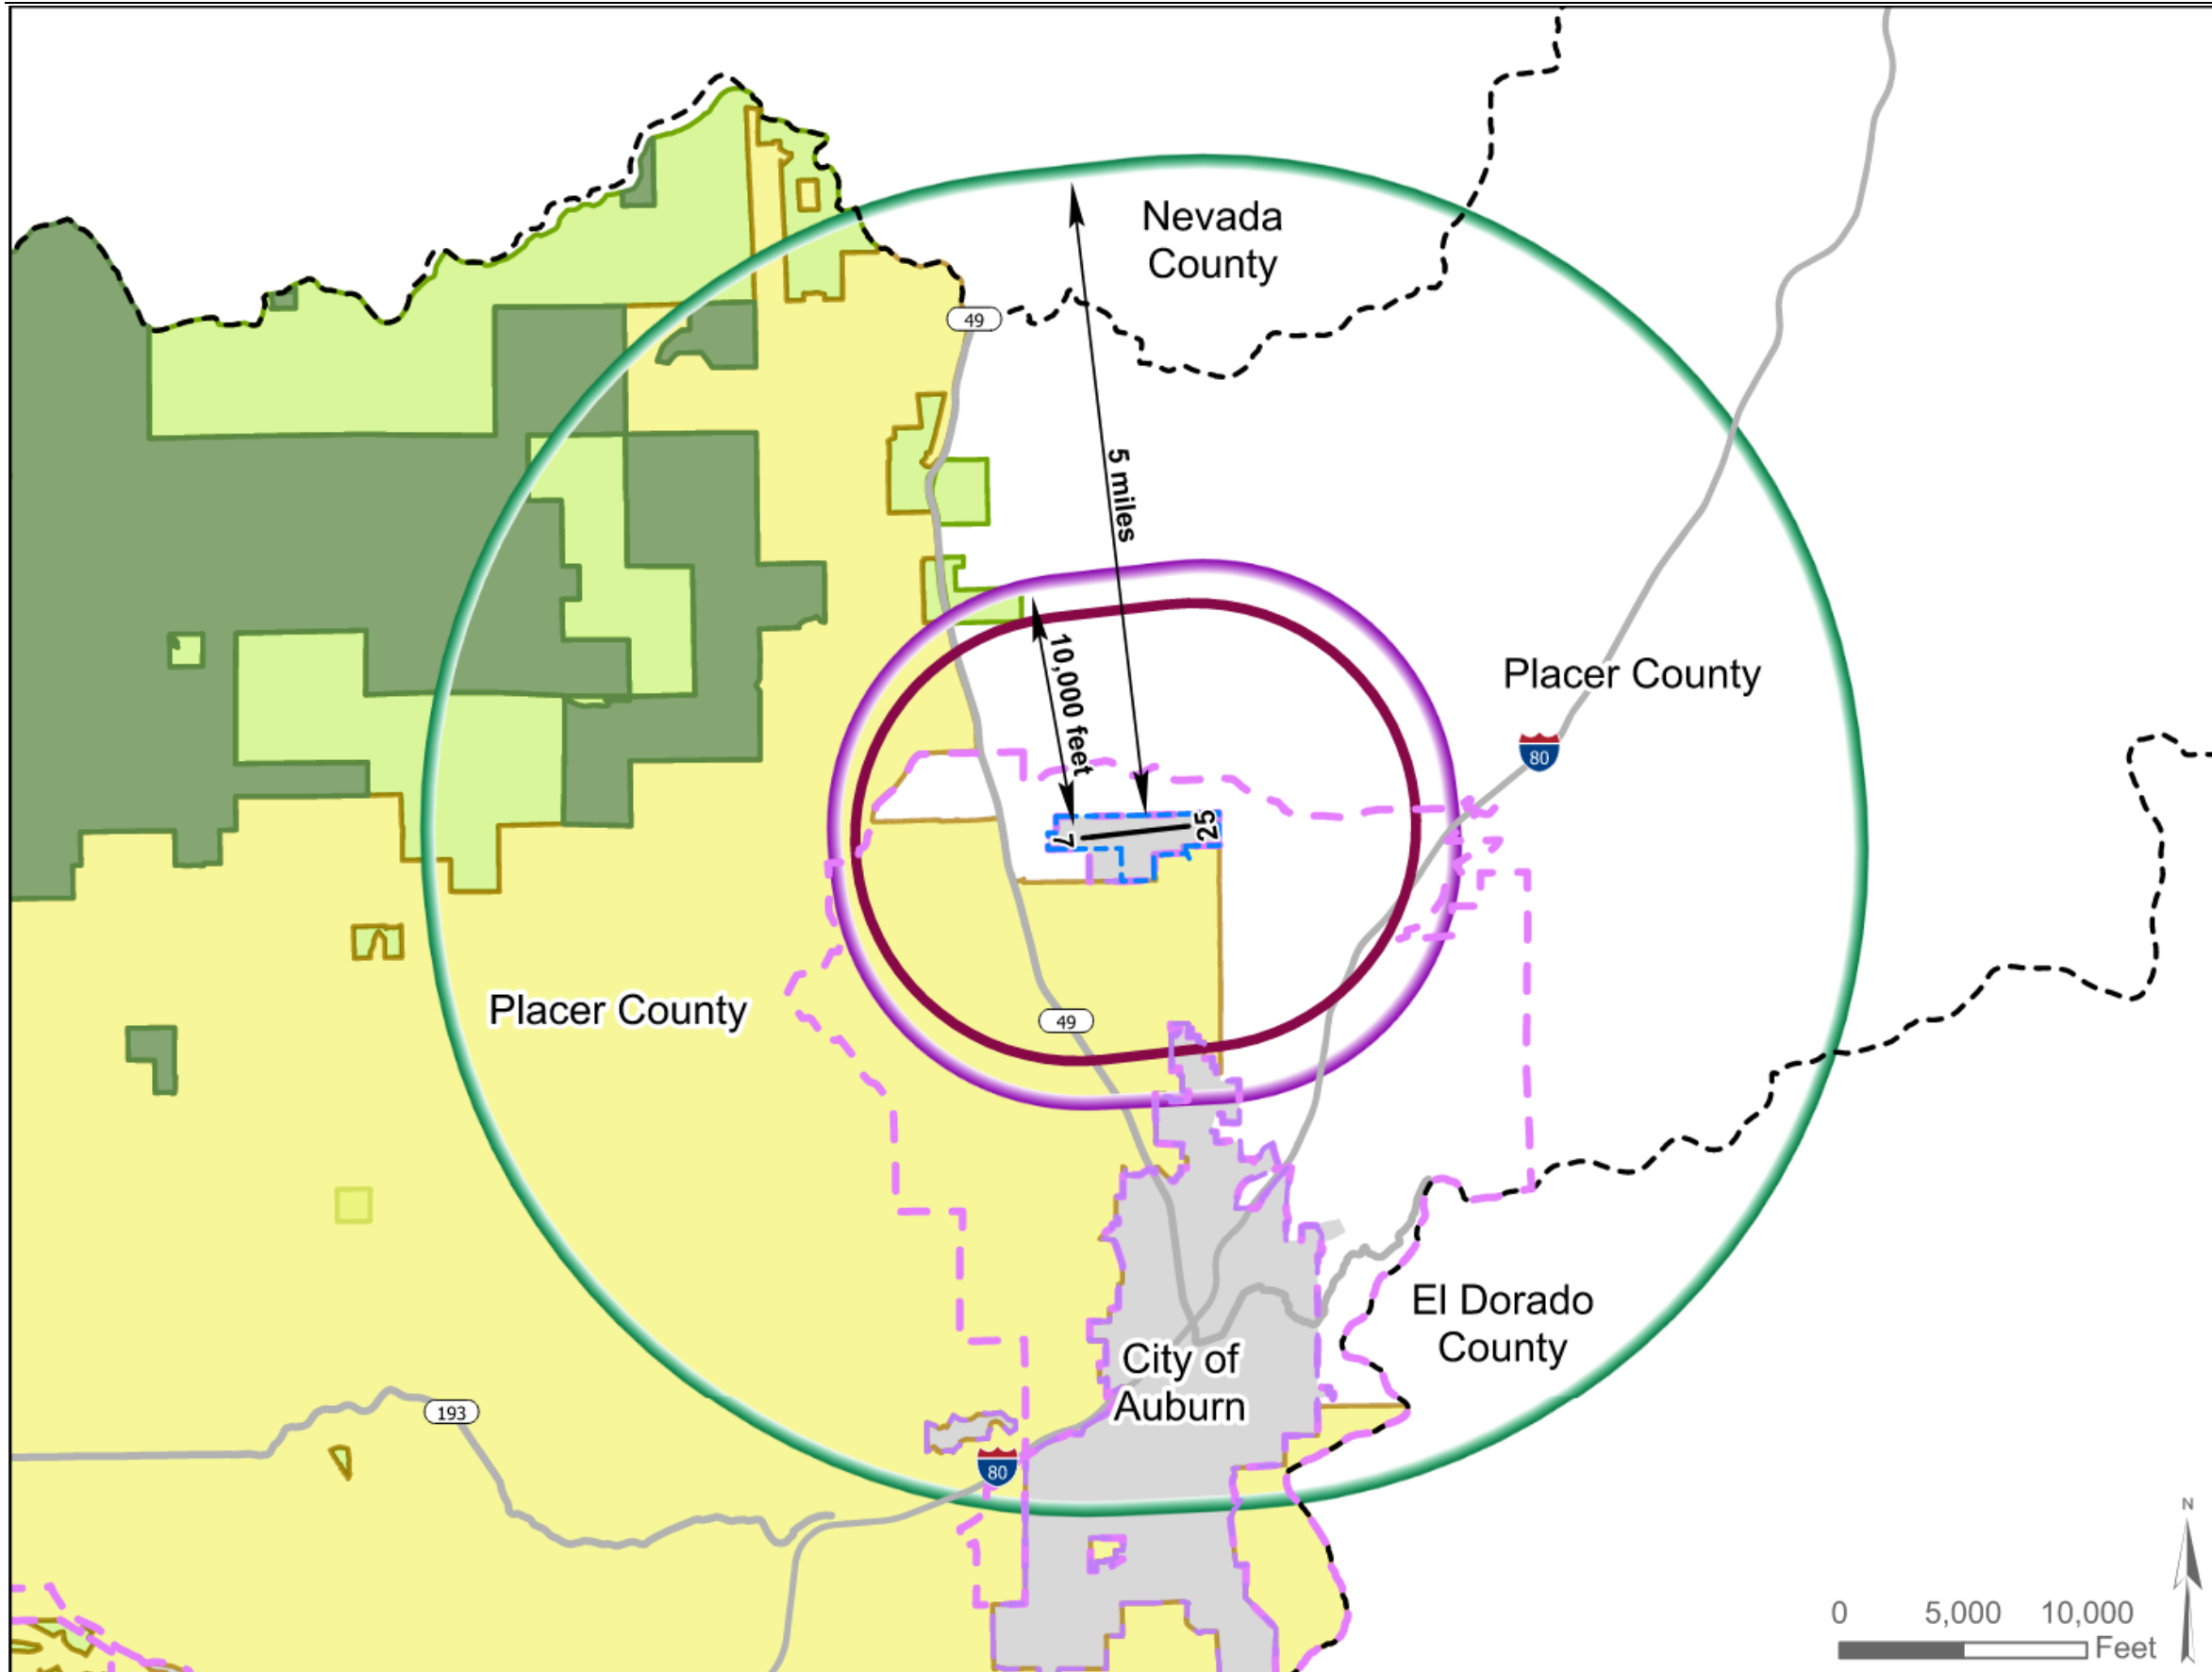 Nevada
County
49
5 miles
10,000 feet
Placer County
80
7
25
Placer County
49
El Dorado
County
City of
Auburn
193
80
N
0 5,000 10,000
Feet